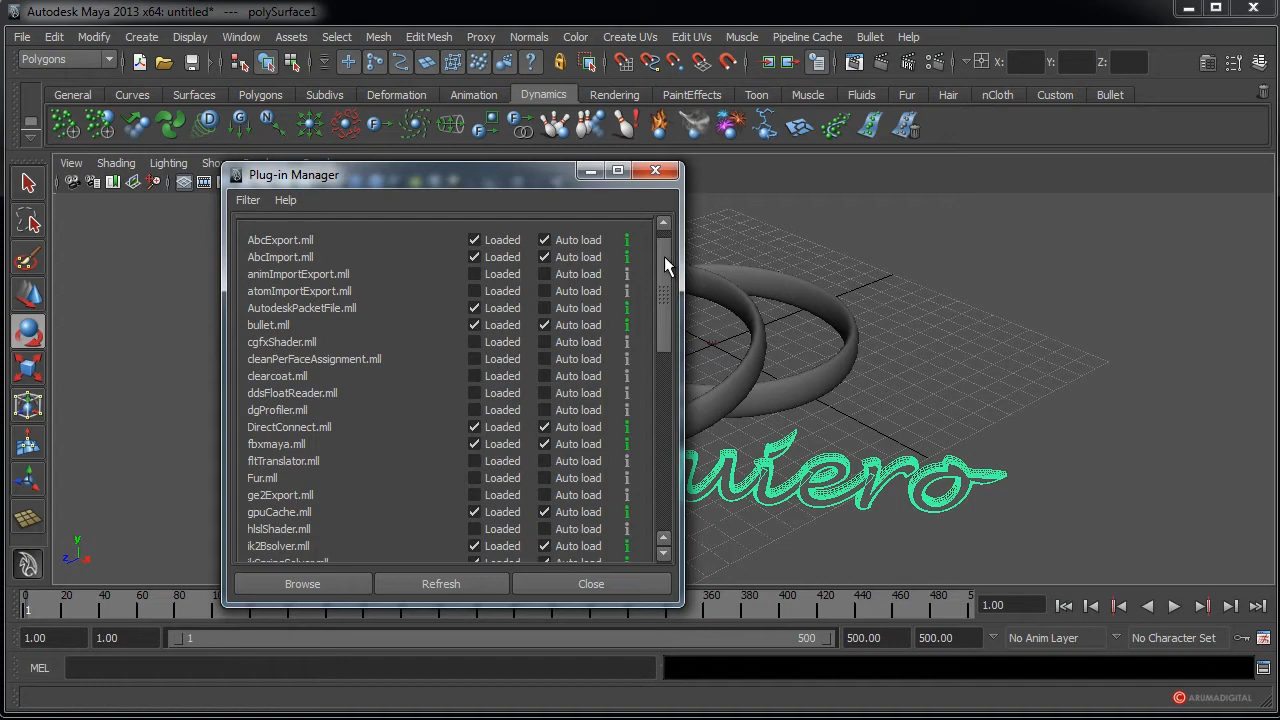 Autodesk Maya 2013 x64: untitled* --- polySurface1
File Edit Modify Create Display Window Assets Select Mesh Edit Mesh Proxy Normals Color Create UVs Edit UVs Muscle Pipeline Cache Bullet Help
Polygons X: Y: Z:
General Curves Surfaces Polygons Subdivs Deformation Animation Dynamics Rendering PaintEffects Toon Muscle Fluids Fur Hair nCloth Custom Bullet
View Shading Lighting
Plug-in Manager
Filter Help
AbcExport.mll Loaded Auto load
AbcImport.mll Loaded Auto load
animImportExport.mll Loaded Auto load
atomImportExport.mll Loaded Auto load
AutodeskPacketFile.mll Loaded Auto load
bullet.mll Loaded Auto load
cgfxShader.mll Loaded Auto load
cleanPerFaceAssignment.mll Loaded Auto load
clearcoat.mll Loaded Auto load
ddsFloatReader.mll Loaded Auto load
dgProfiler.mll Loaded Auto load
DirectConnect.mll Loaded Auto load
fbxmaya.mll Loaded Auto load
fltTranslator.mll Loaded Auto load
Fur.mll Loaded Auto load
ge2Export.mll Loaded Auto load
gpuCache.mll Loaded Auto load
hlslShader.mll Loaded Auto load
ik2Bsolver.mll Loaded Auto load
Browse Refresh Close
uiero
y
z x
0 20 40 60 80 100 120 140 160 180 200 360 380 400 420 440 460 480 5
1 1.00
1.00 1.00 1 500 500.00 500.00 No Anim Layer No Character Set
MEL
© ARUMADIGITAL